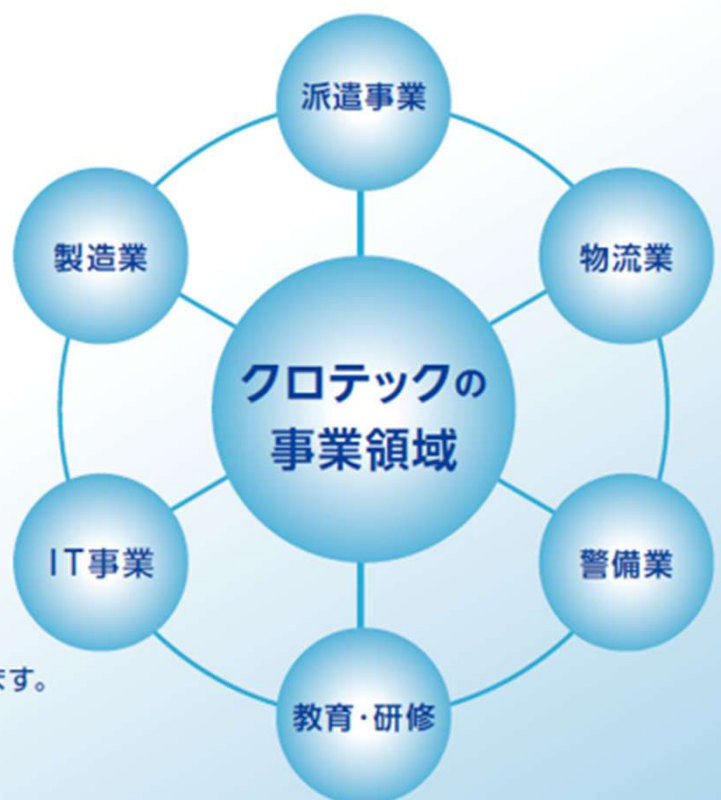 派遣事業
製造業
物流業
クロテックの
事業領域
IT事業
警備業
ます。
教育・研修